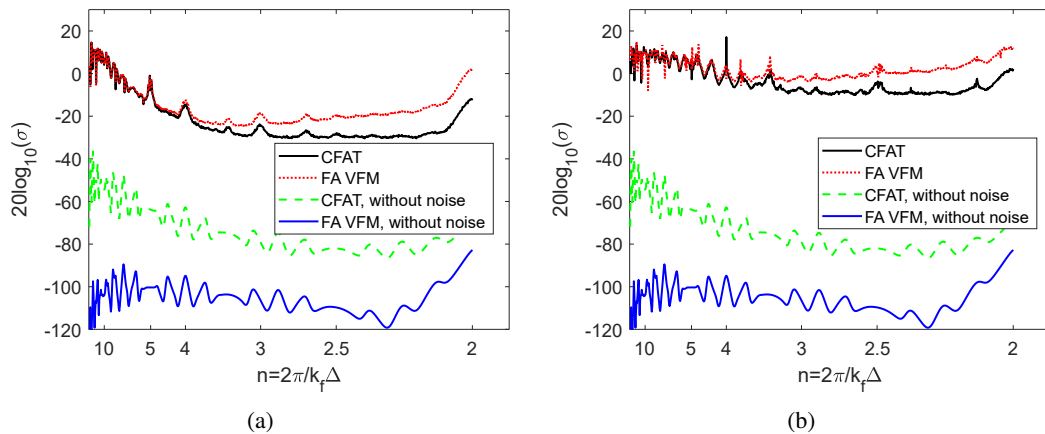 20
0
-20
-40
-60
-80
-100
-120
20log₁₀(σ)
10 5 4 3 2.5 2
n=2π/k_fΔ
CFAT
FA VFM
CFAT, without noise
FA VFM, without noise
(a)
20
0
-20
-40
-60
-80
-100
-120
20log₁₀(σ)
10 5 4 3 2.5 2
n=2π/k_fΔ
CFAT
FA VFM
CFAT, without noise
FA VFM, without noise
(b)